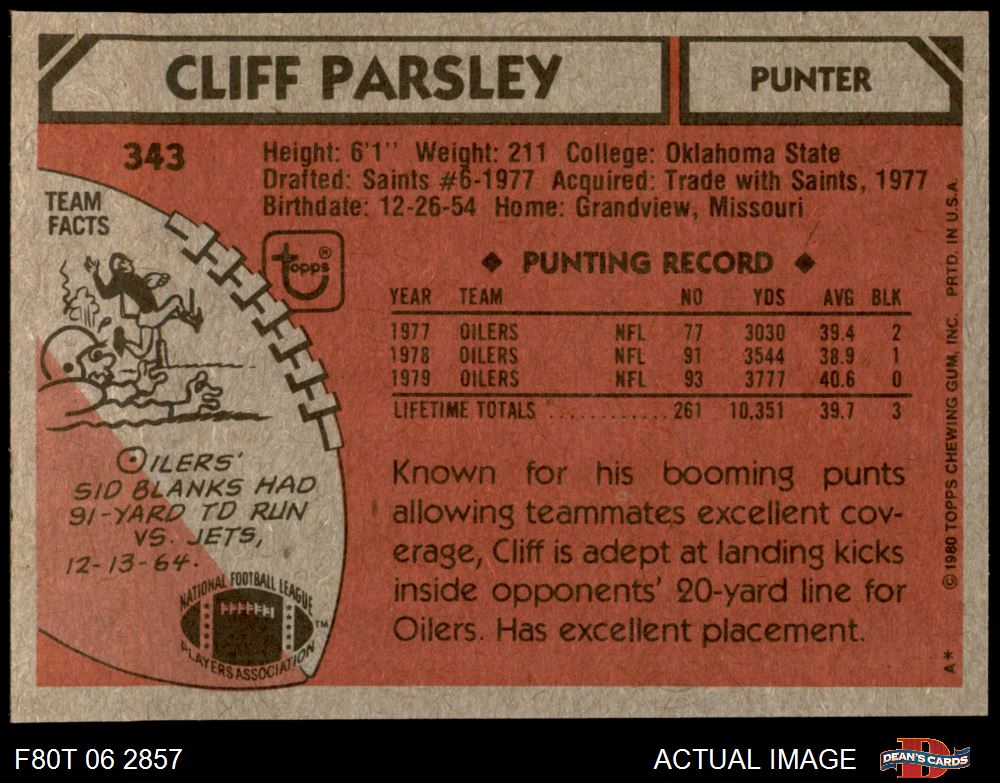 CLIFF PARSLEY
PUNTER
343
Height: 6'1" Weight: 211 College: Oklahoma State
Drafted: Saints #6-1977 Acquired: Trade with Saints, 1977
Birthdate: 12-26-54 Home: Grandview, Missouri
TEAM
FACTS
topps®
◆ PUNTING RECORD ◆
YEAR TEAM NO YDS AVG BLK
1977 OILERS NFL 77 3030 39.4 2
1978 OILERS NFL 91 3544 38.9 1
1979 OILERS NFL 93 3777 40.6 0
LIFETIME TOTALS ............ 261 10,351 39.7 3
Known for his booming punts
allowing teammates excellent cov-
erage, Cliff is adept at landing kicks
inside opponents' 20-yard line for
Oilers. Has excellent placement.
OILERS'
SID BLANKS HAD
91-YARD TD RUN
VS. JETS,
12-13-64.
NATIONAL FOOTBALL LEAGUE
PLAYERS ASSOCIATION
TM
© 1980 TOPPS CHEWING GUM, INC. PRTD. IN U.S.A.
A*
F80T 06 2857
ACTUAL IMAGE
DEAN'S CARDS